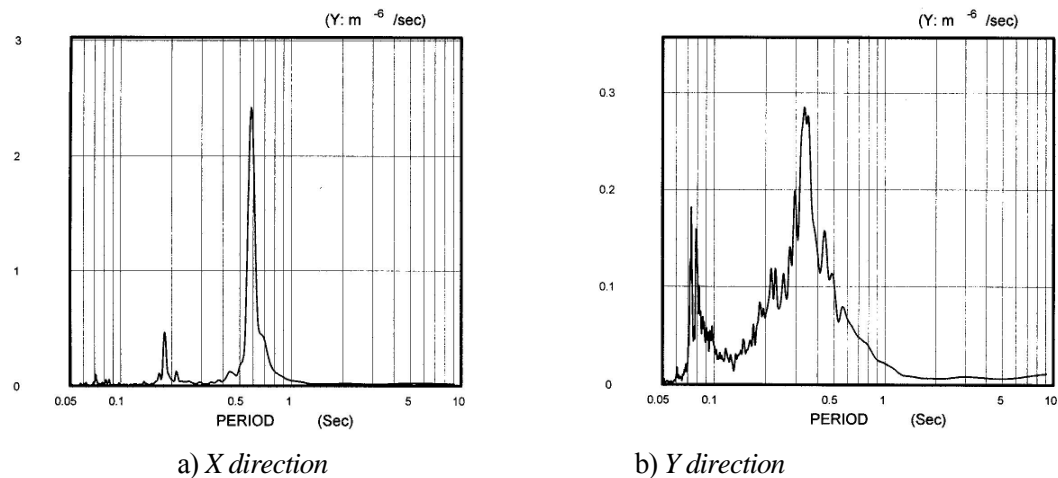 (Y: m -6 /sec)
3
2
1
0
0.05 0.1 0.5 1 5 10
PERIOD (Sec)
a) X direction
(Y: m -6 /sec)
0.3
0.2
0.1
0
0.05 0.1 0.5 1 5 10
PERIOD (Sec)
b) Y direction